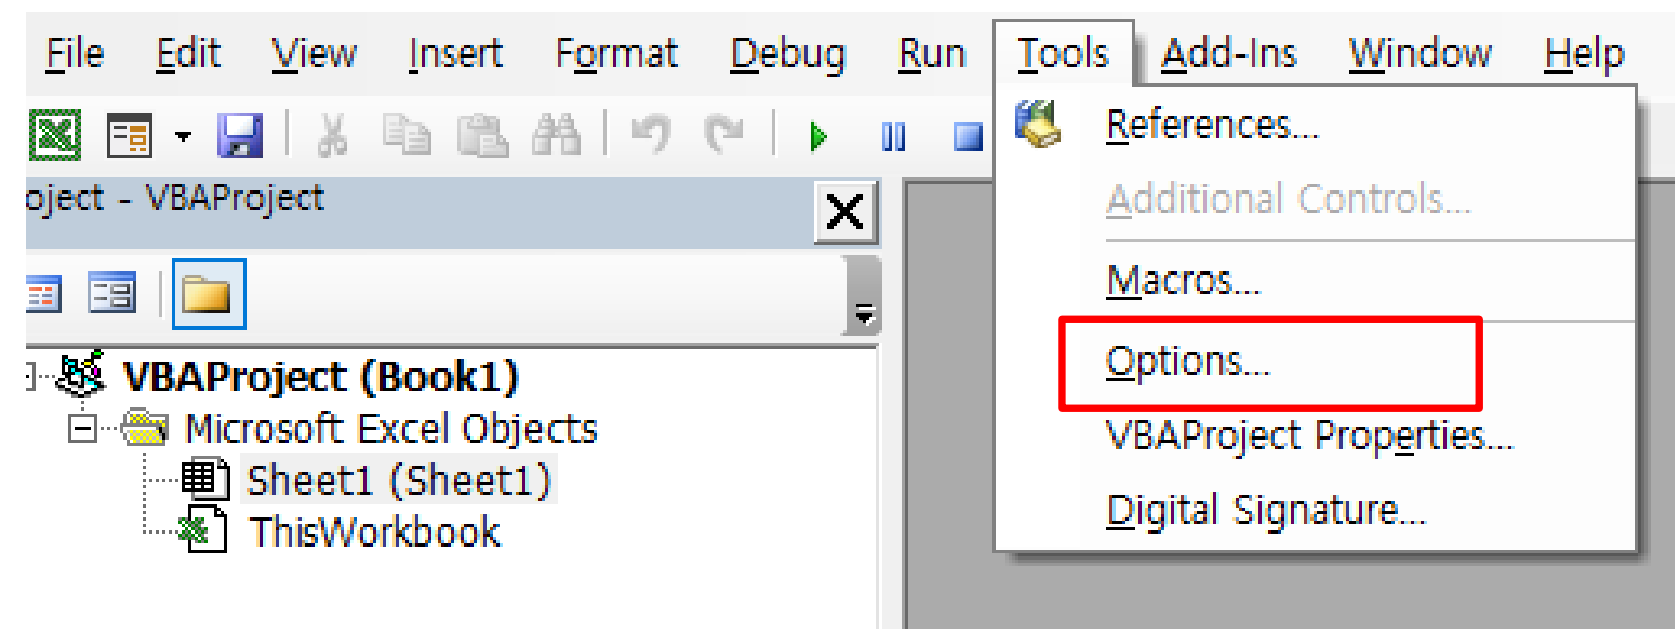 File Edit View Insert Format Debug Run Tools Add-Ins Window Help
References...
Additional Controls...
Macros...
Options...
VBAProject Properties...
Digital Signature...
oject - VBAProject
VBAProject (Book1)
Microsoft Excel Objects
Sheet1 (Sheet1)
ThisWorkbook